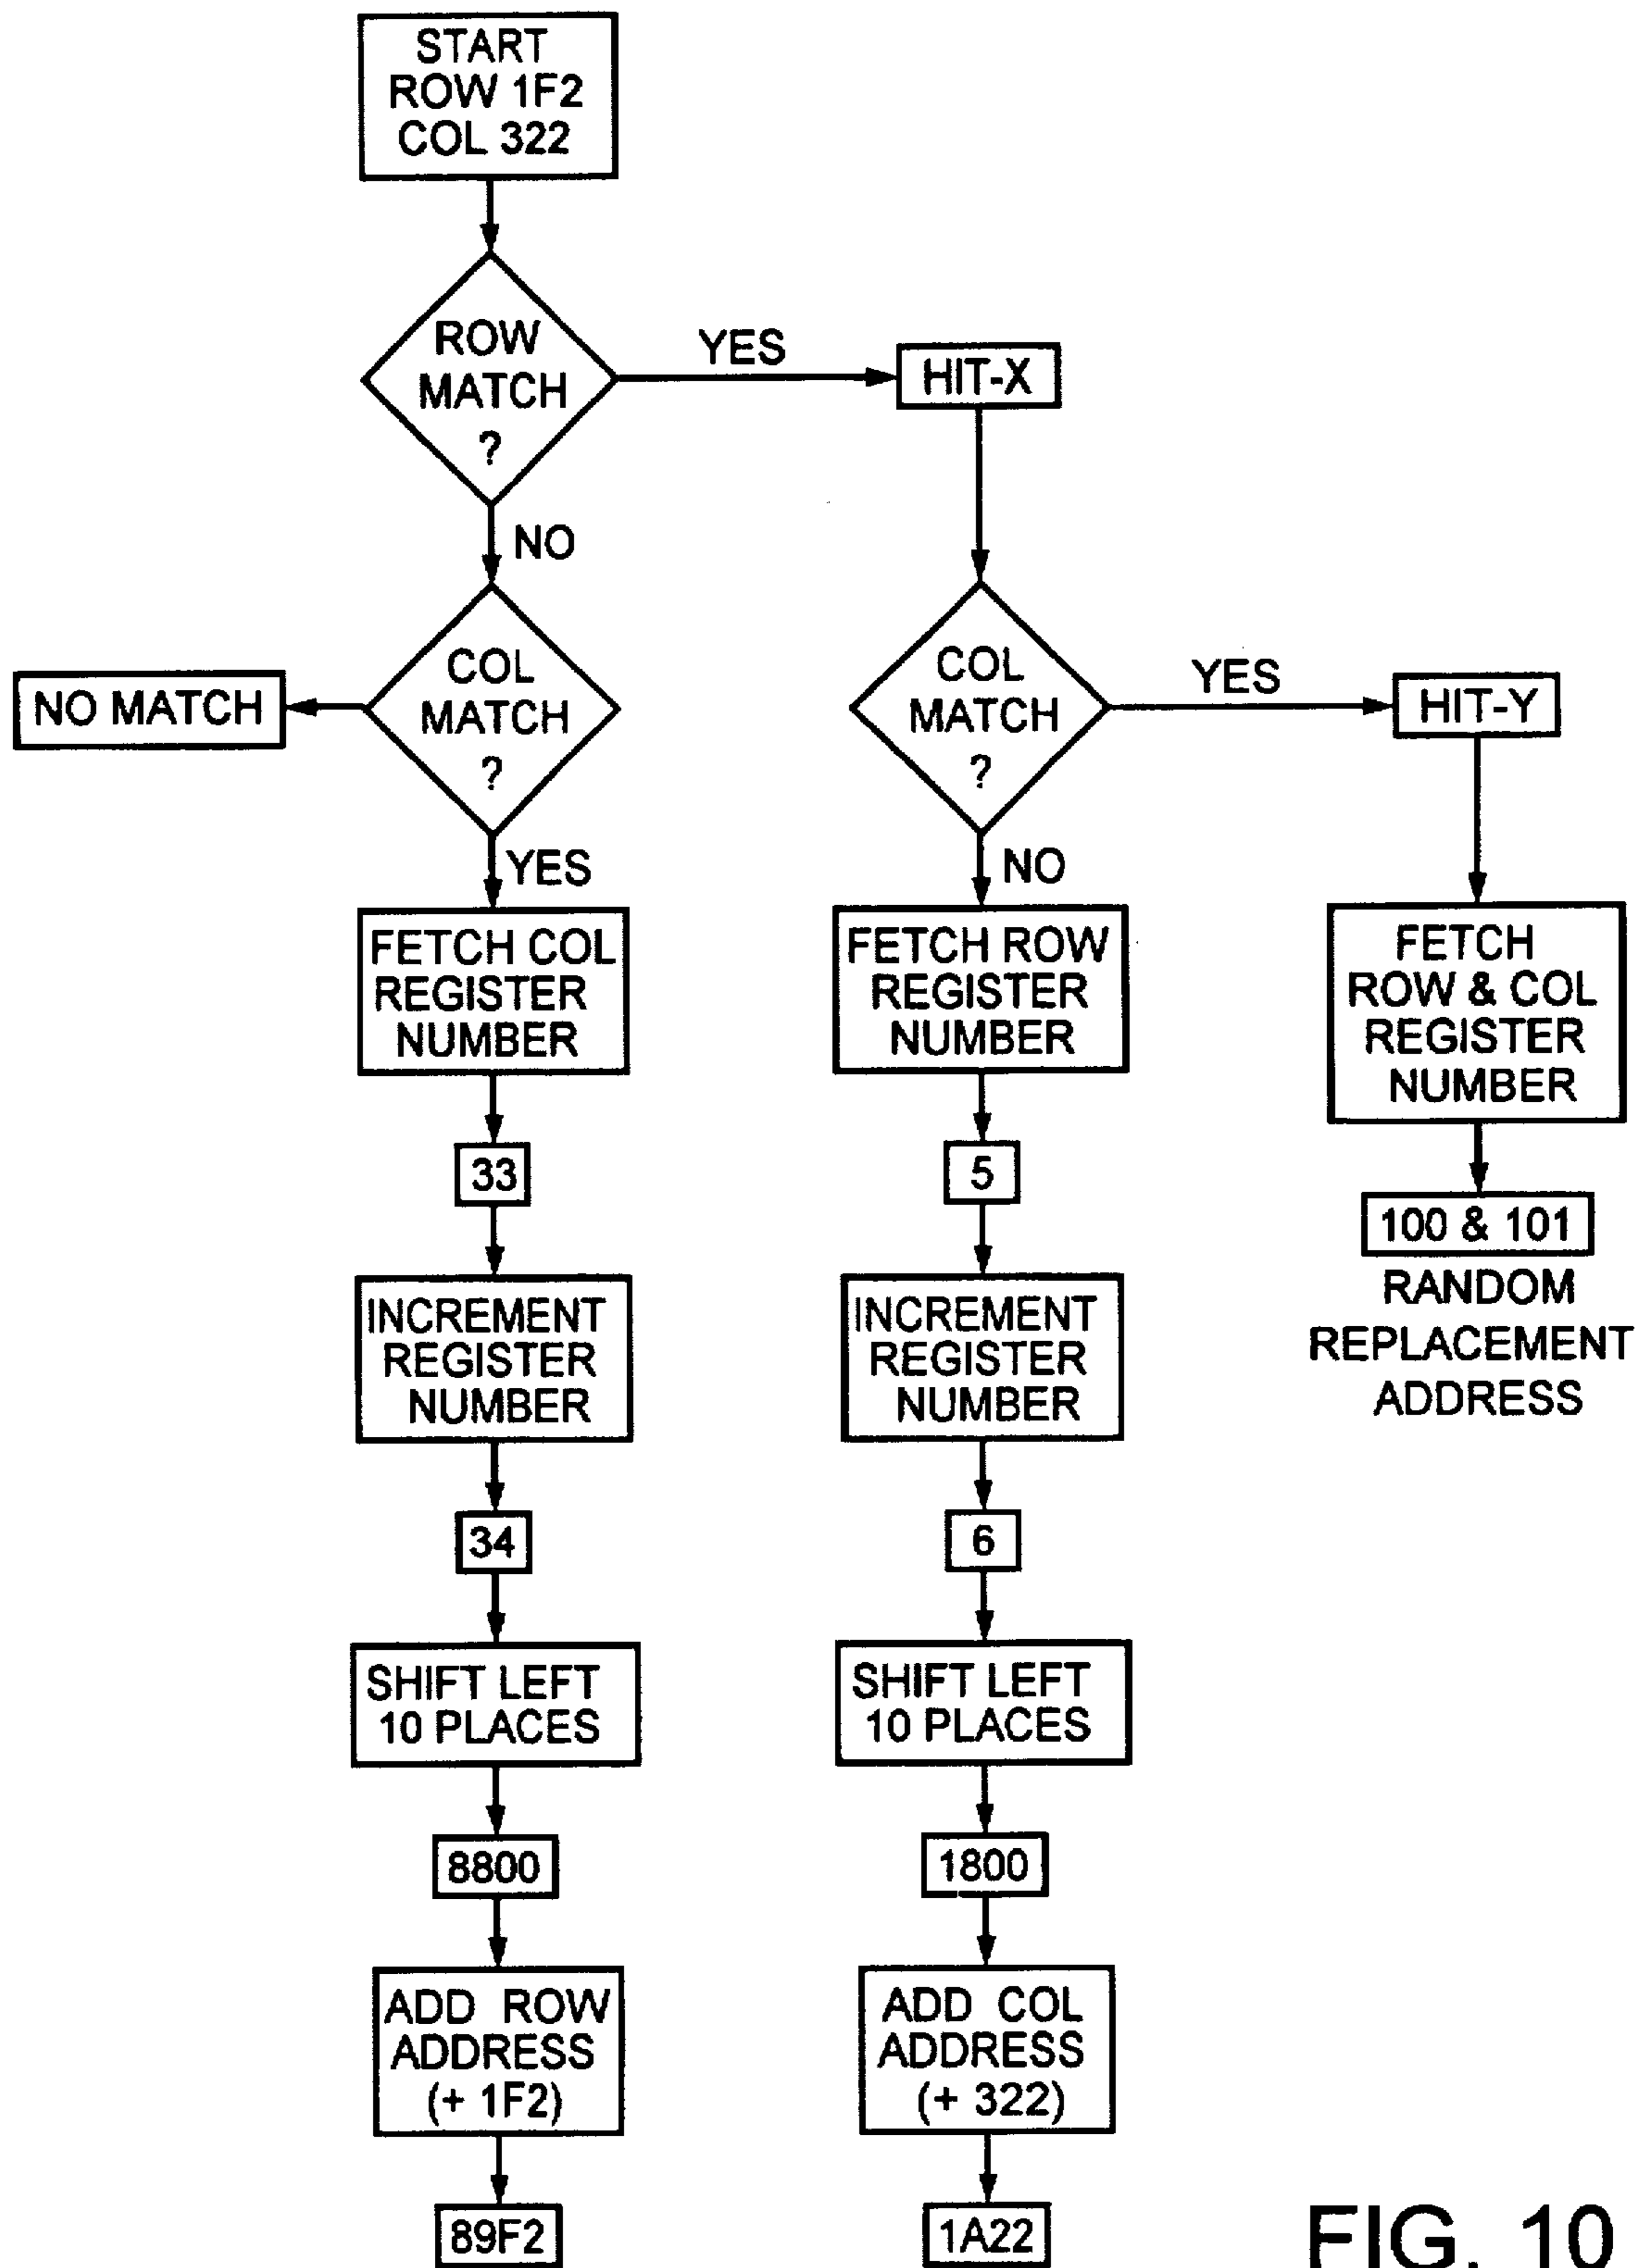 START
ROW 1F2
COL 322
ROW
MATCH
?
YES
HIT-X
NO
COL
MATCH
?
NO MATCH
COL
MATCH
?
YES
HIT-Y
YES
FETCH COL
REGISTER
NUMBER
NO
FETCH ROW
REGISTER
NUMBER
FETCH
ROW & COL
REGISTER
NUMBER
33
5
100 & 101
RANDOM
REPLACEMENT
ADDRESS
INCREMENT
REGISTER
NUMBER
INCREMENT
REGISTER
NUMBER
34
6
SHIFT LEFT
10 PLACES
SHIFT LEFT
10 PLACES
8800
1800
ADD ROW
ADDRESS
(+ 1F2)
ADD COL
ADDRESS
(+ 322)
89F2
1A22
FIG. 10